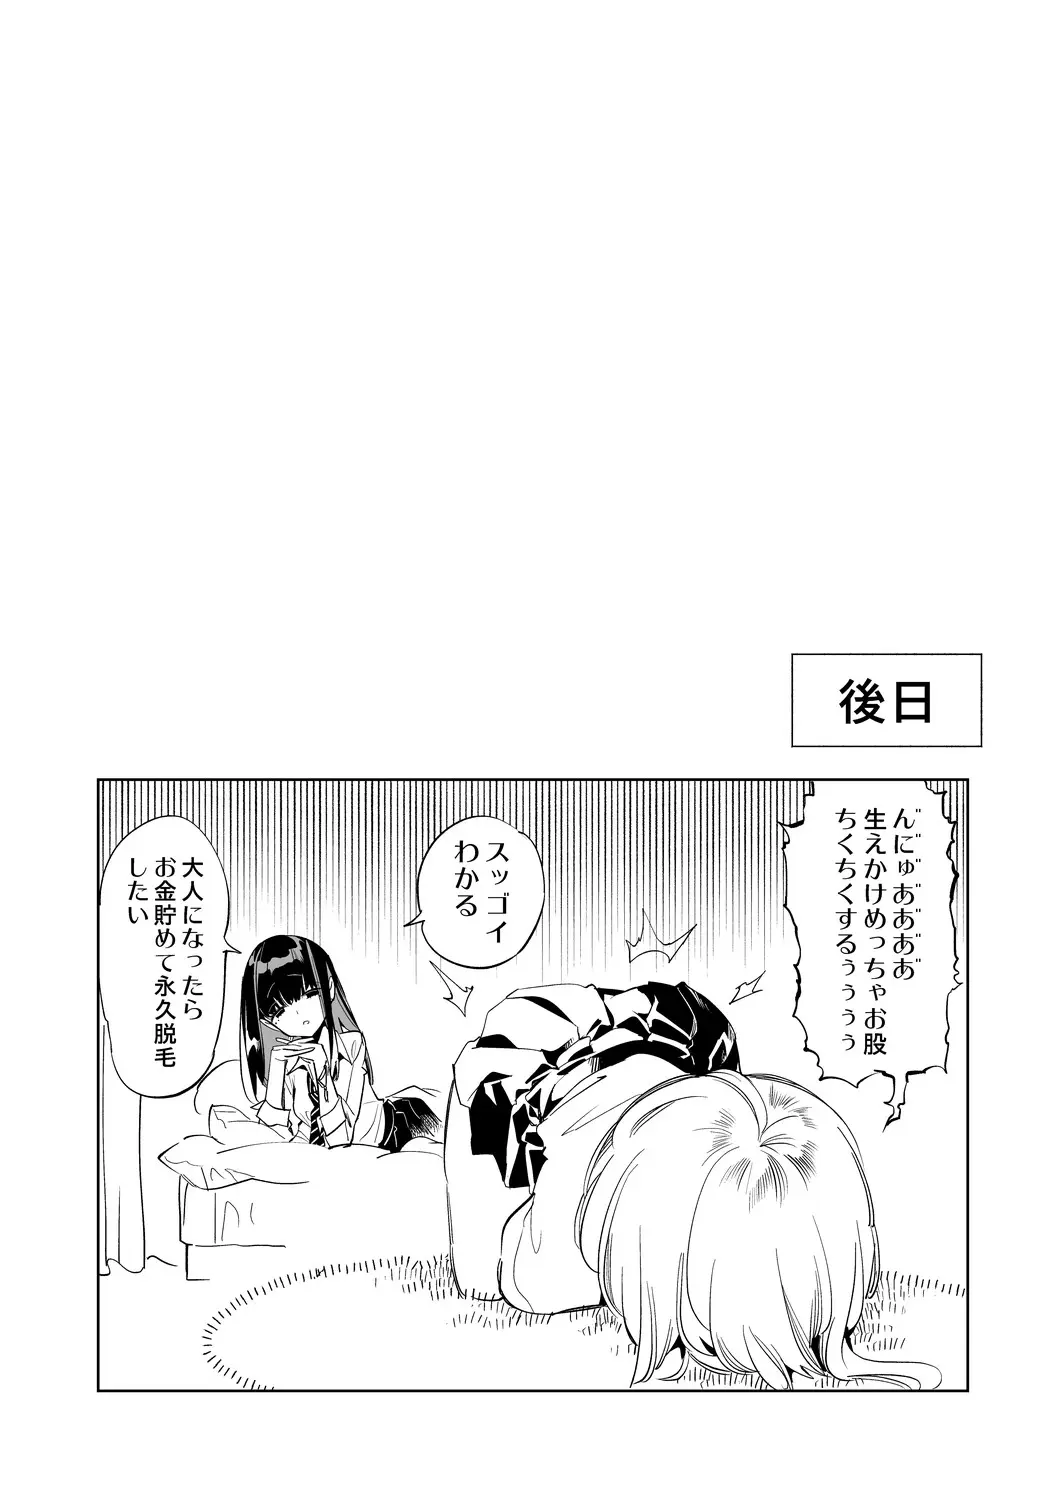 後日
ん゛に゛ゅ゛あ゛あ゛あ゛あ゛
生えかけめっちゃお股
ちくちくするぅぅぅぅ
スッゴイ
わかる
大人になったら
お金貯めて永久脱毛
したい